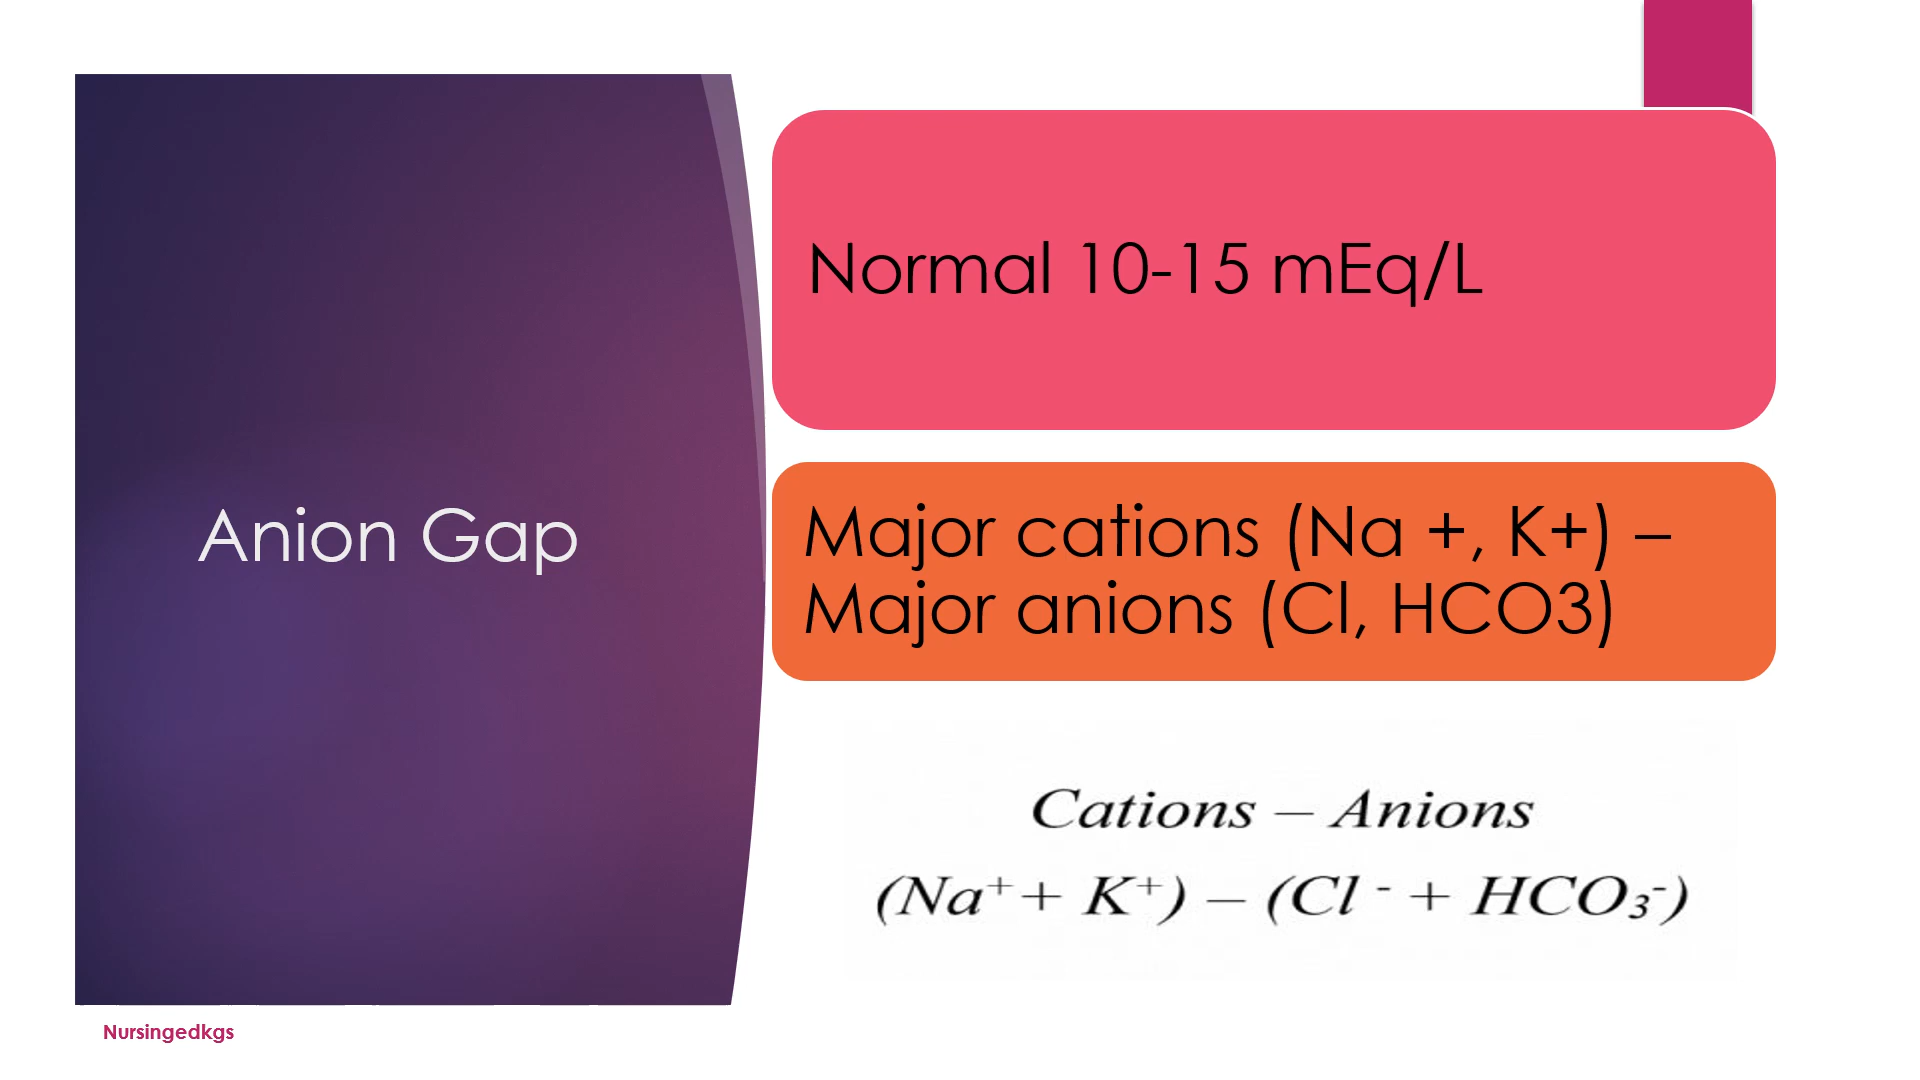 Anion Gap
Normal 10-15 mEq/L
Major cations (Na +, K+) –
Major anions (Cl, HCO3)
Cations – Anions
(Na⁺ + K⁺) – (Cl ⁻ + HCO₃⁻)
Nursingedkgs